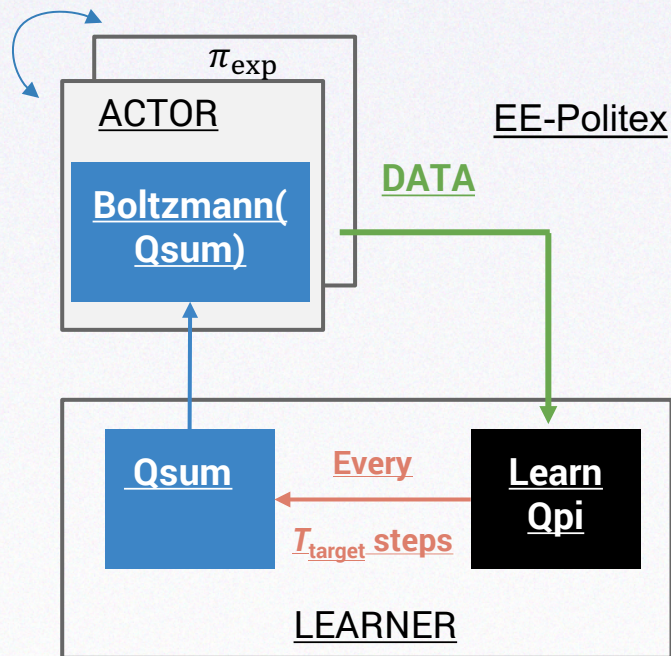 π_exp
ACTOR
EE-Politex
Boltzmann(
Qsum)
DATA
Qsum
Every
T_target steps
Learn
Qpi
LEARNER